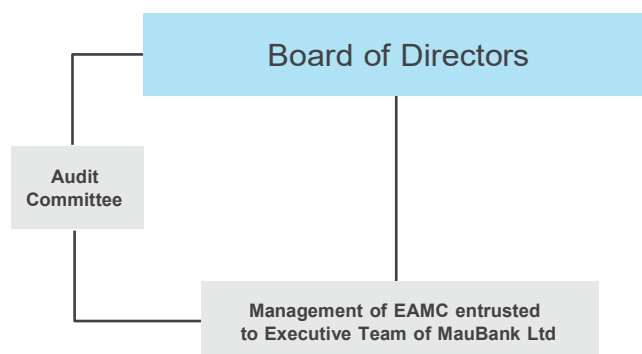 Board of Directors
Audit
Committee
Management of EAMC entrusted
to Executive Team of MauBank Ltd